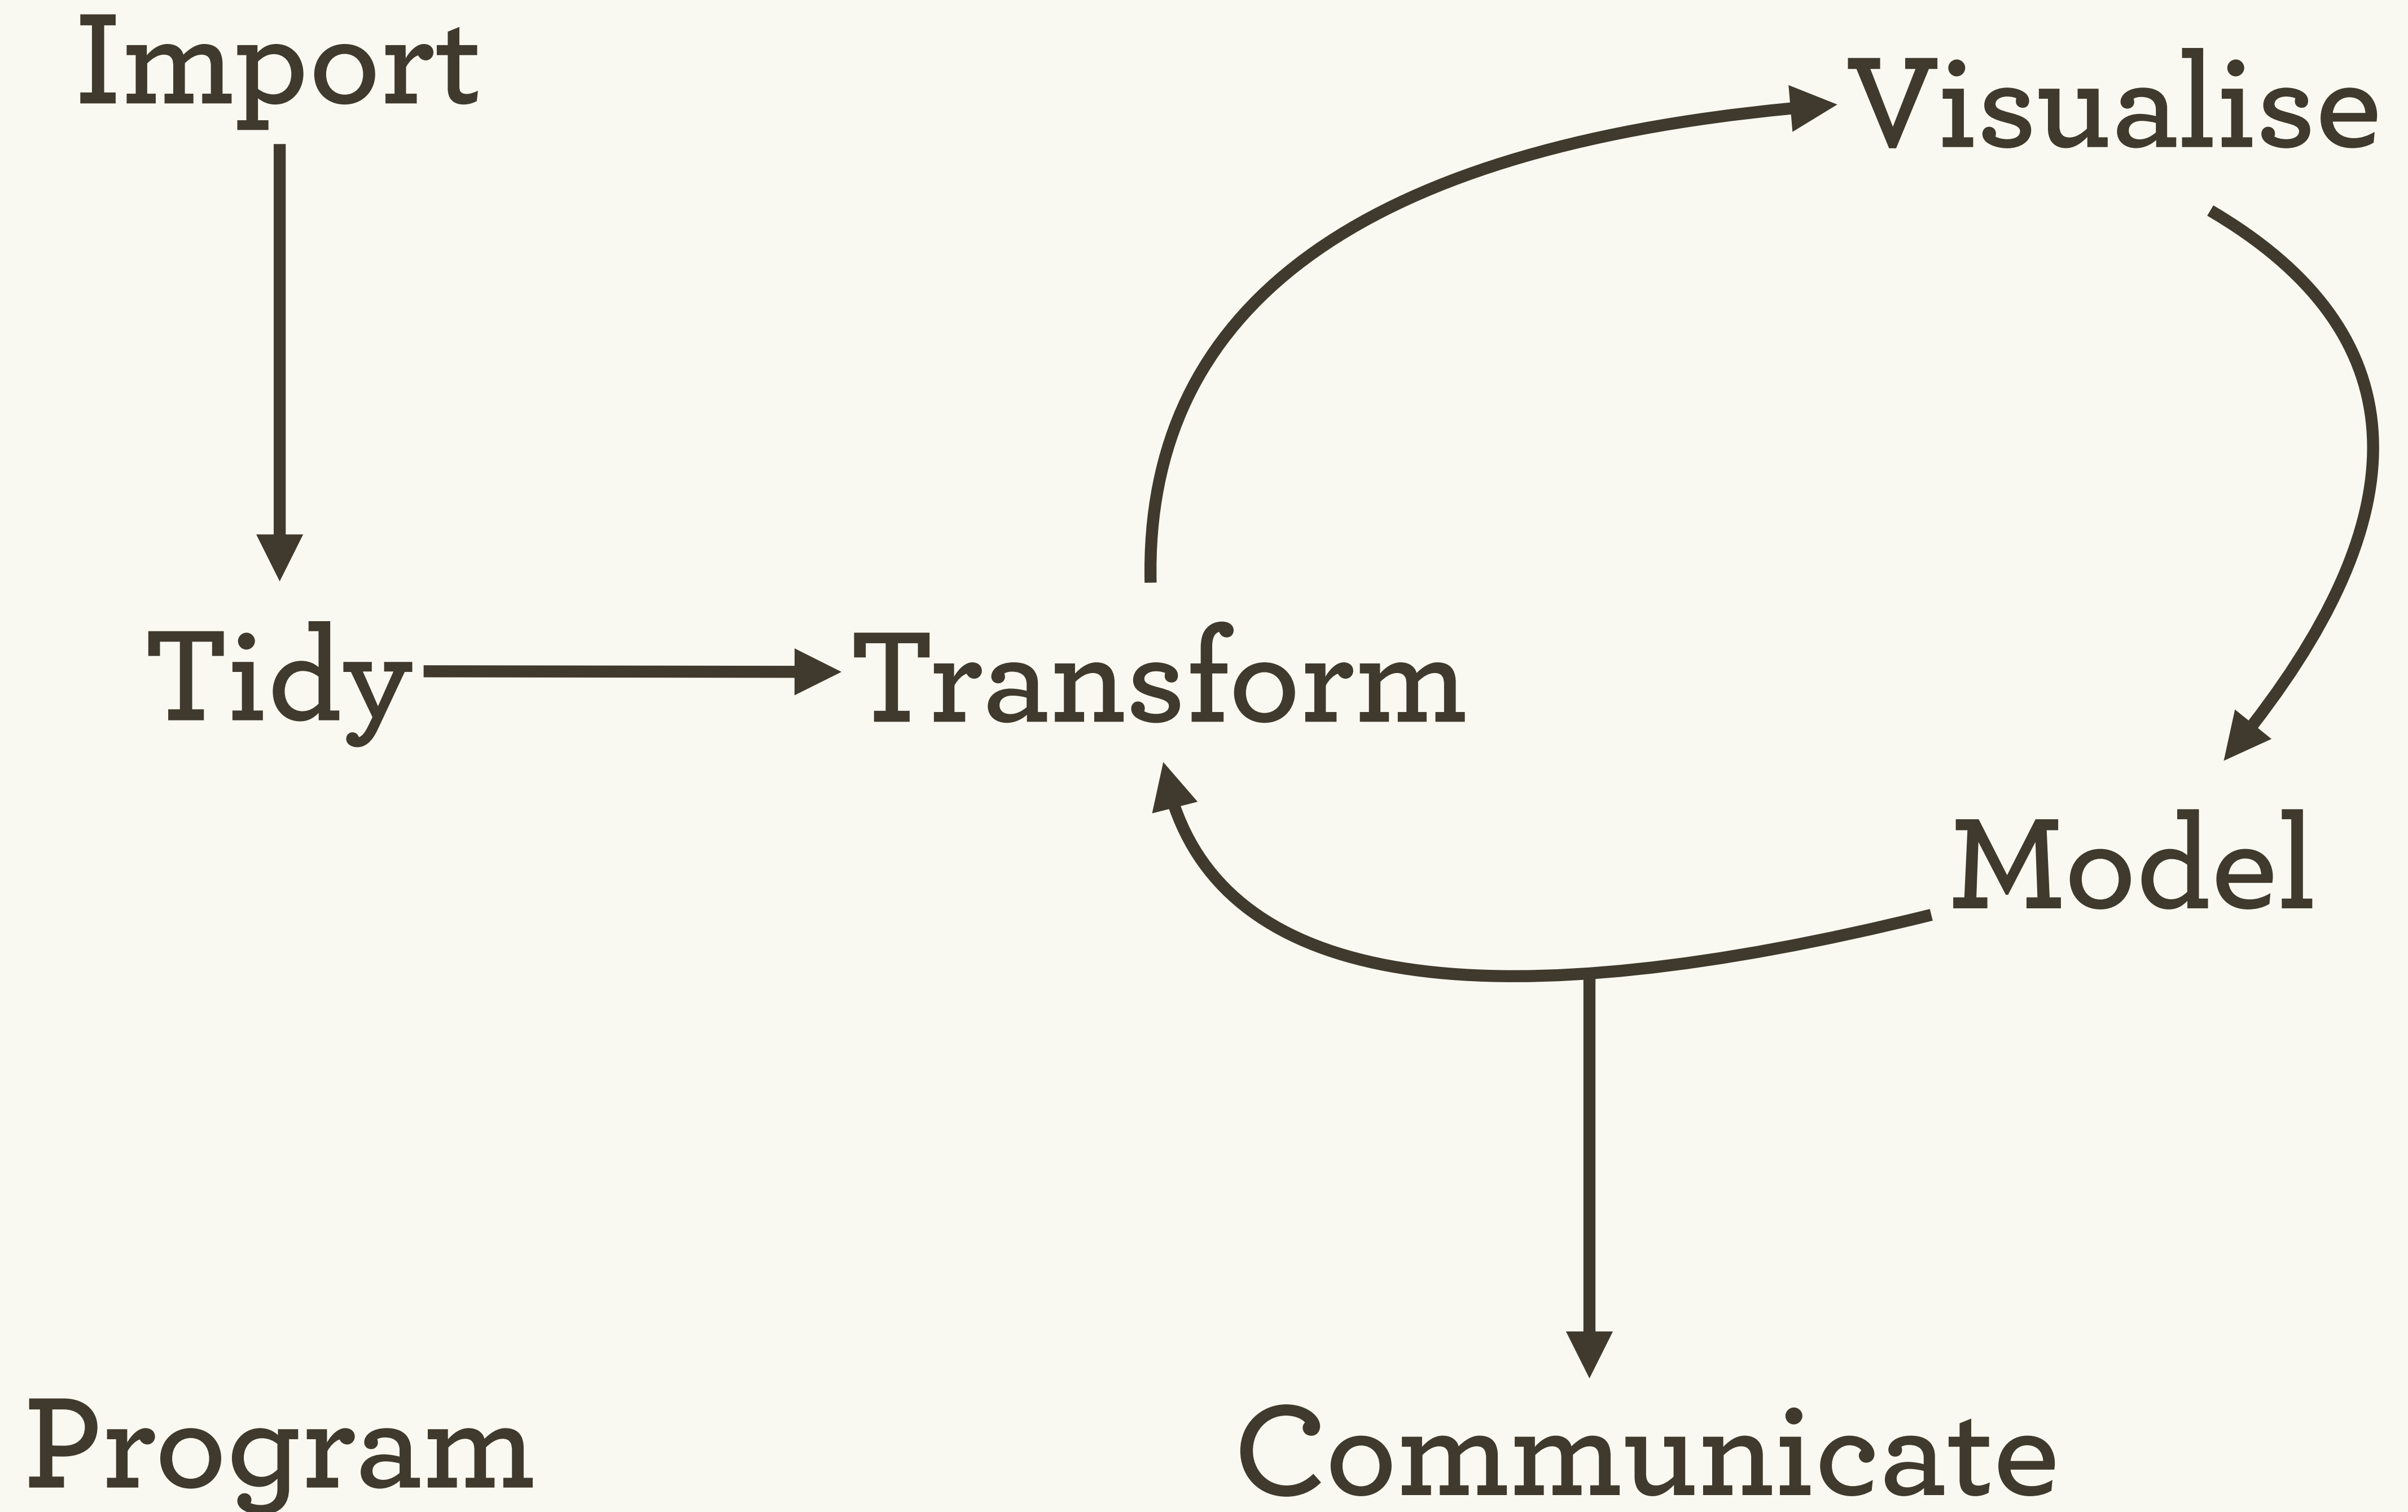 Import
Visualise
Tidy
Transform
Model
Program
Communicate